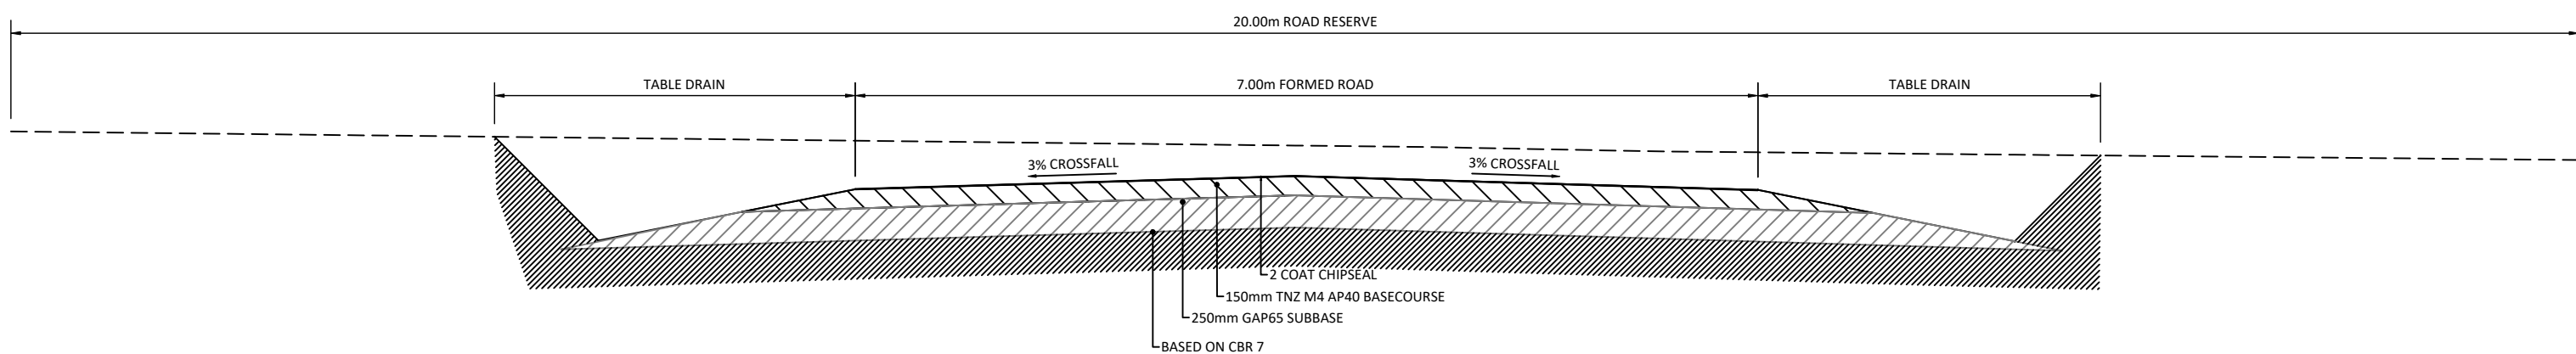 20.00m ROAD RESERVE
TABLE DRAIN
7.00m FORMED ROAD
TABLE DRAIN
3% CROSSFALL
3% CROSSFALL
2 COAT CHIPSEAL
150mm TNZ M4 AP40 BASECOURSE
250mm GAP65 SUBBASE
BASED ON CBR 7